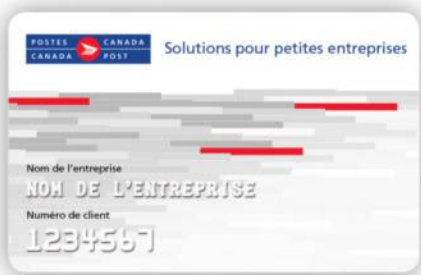 POSTES CANADA
CANADA POST
Solutions pour petites entreprises
Nom de l'entreprise
NOM DE L'ENTREPRISE
Numéro de client
1234567